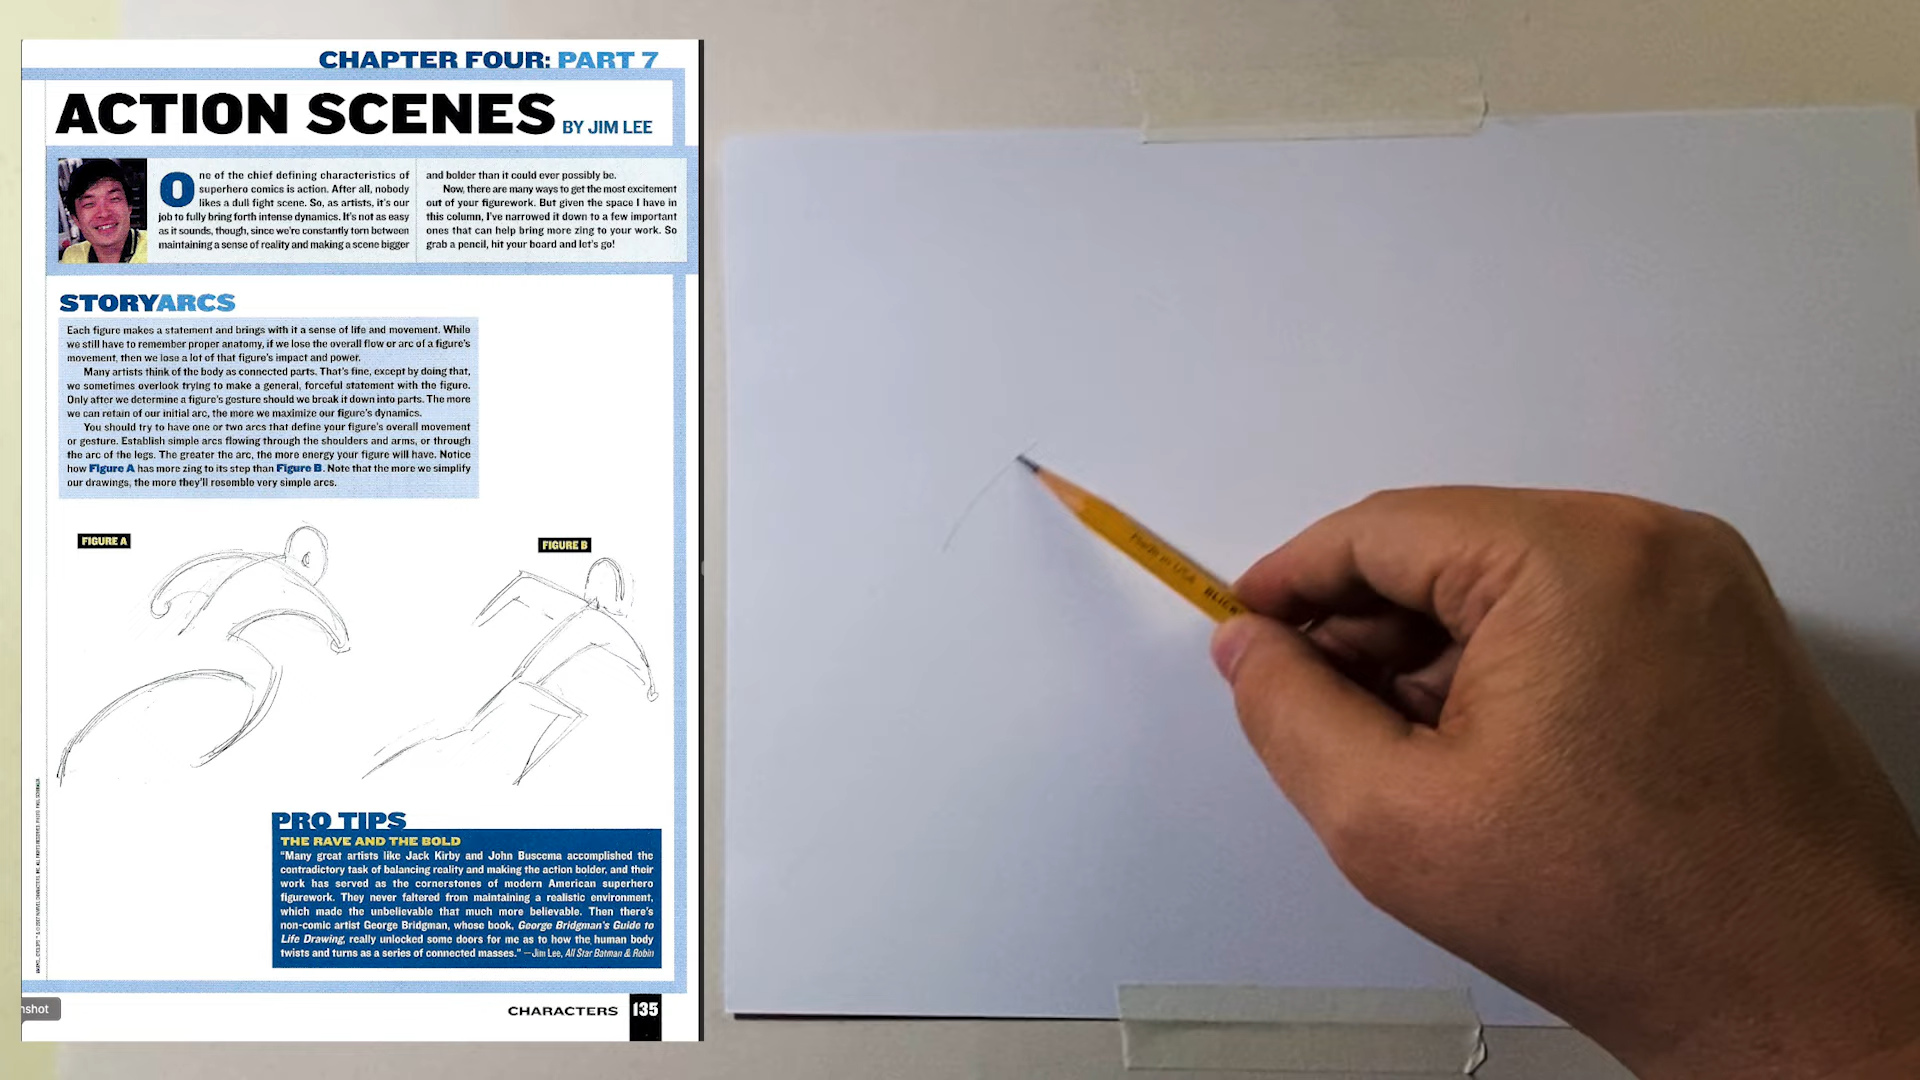 CHAPTER FOUR: PART 7
ACTION SCENES BY JIM LEE
One of the chief defining characteristics of
superhero comics is action. After all, nobody
likes a dull fight scene. So, as artists, it's our
job to fully bring forth intense dynamics. It's not as easy
as it sounds, though, since we're constantly torn between
maintaining a sense of reality and making a scene bigger
and bolder than it could ever possibly be.
Now, there are many ways to get the most excitement
out of your figurework. But given the space I have in
this column, I've narrowed it down to a few important
ones that can help bring more zing to your work. So
grab a pencil, hit your board and let's go!
STORYARCS
Each figure makes a statement and brings with it a sense of life and movement. While
we still have to remember proper anatomy, if we lose the overall flow or arc of a figure's
movement, then we lose a lot of that figure's impact and power.
Many artists think of the body as connected parts. That's fine, except by doing that,
we sometimes overlook trying to make a general, forceful statement with the figure.
Only after we determine a figure's gesture should we break it down into parts. The more
we can retain of our initial arc, the more we maximize our figure's dynamics.
You should try to have one or two arcs that define your figure's overall movement
or gesture. Establish simple arcs flowing through the shoulders and arms, or through
the arc of the legs. The greater the arc, the more energy your figure will have. Notice
how Figure A has more zing to its step than Figure B. Note that the more we simplify
our drawings, the more they'll resemble very simple arcs.
FIGURE A
FIGURE B
PRO TIPS
THE RAVE AND THE BOLD
"Many great artists like Jack Kirby and John Buscema accomplished the
contradictory task of balancing reality and making the action bolder, and their
work has served as the cornerstones of modern American superhero
figurework. They never faltered from maintaining a realistic environment,
which made the unbelievable that much more believable. Then there's
non-comic artist George Bridgman, whose book, George Bridgman's Guide to
Life Drawing, really unlocked some doors for me as to how the human body
twists and turns as a series of connected masses." —Jim Lee, All Star Batman & Robin
CHARACTERS 135
nshot
Made in USA BLICK